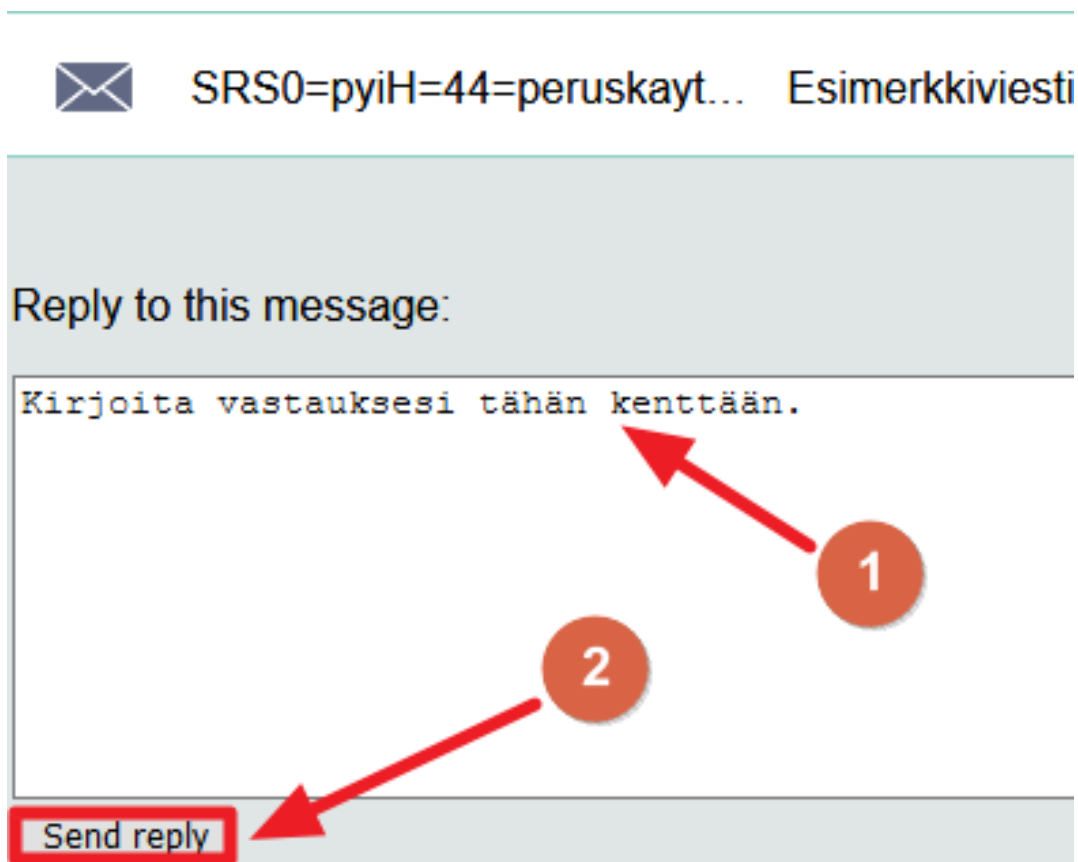 SRS0=pyiH=44=peruskayt... Esimerkkiviesti
Reply to this message:
Kirjoita vastauksesi tähän kenttään.
1
2
Send reply